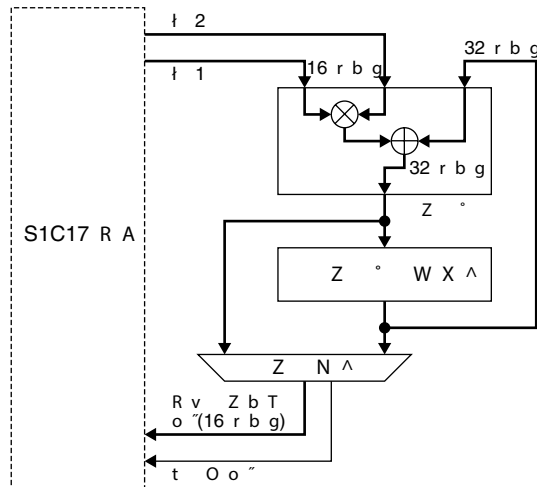 ł 2
32 r b g
16 r b g
ł 1
32 r b g
Z °
S1C17 R A
Z ° W X ^
Z N ^
R v Z b T
o ˝(16 r b g)
t O o ˝